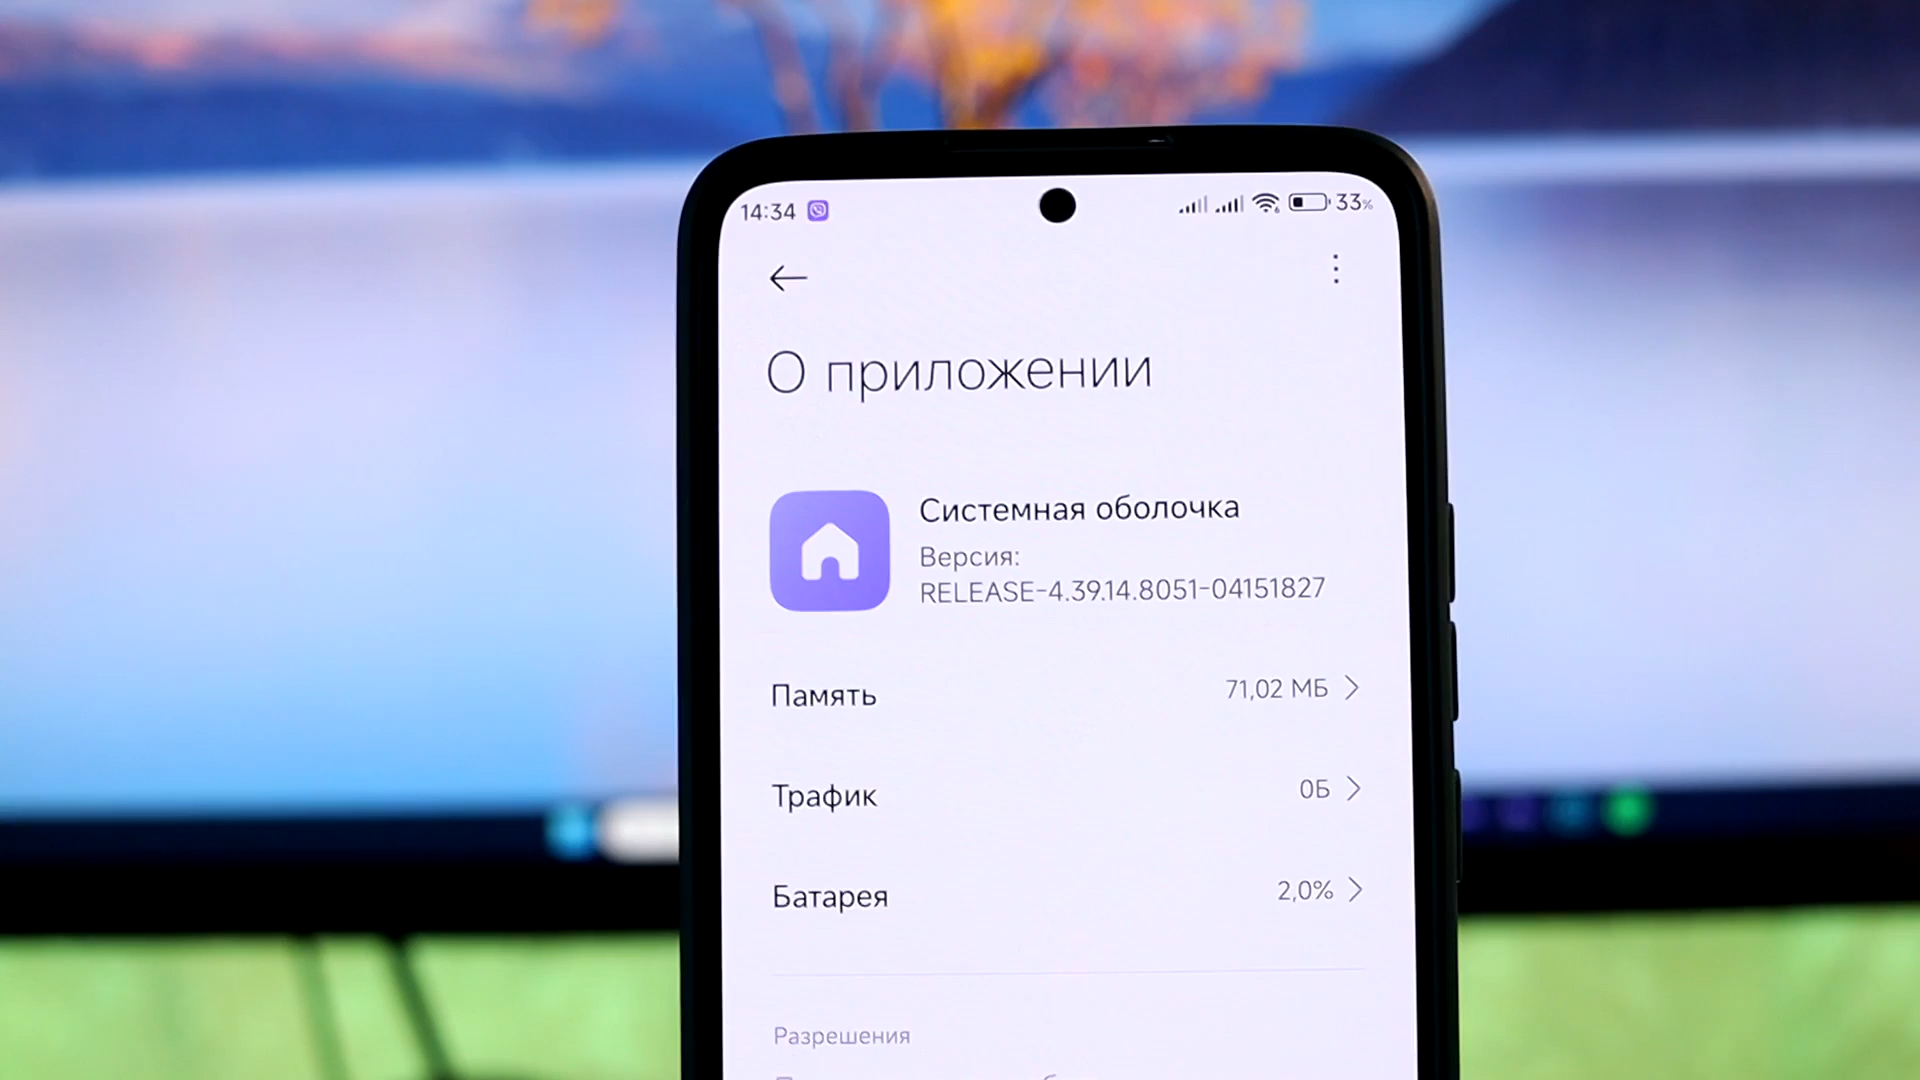 14:34
33%
О приложении
Системная оболочка
Версия:
RELEASE-4.39.14.8051-04151827
Память 71,02 МБ
Трафик 0Б
Батарея 2,0%
Разрешения